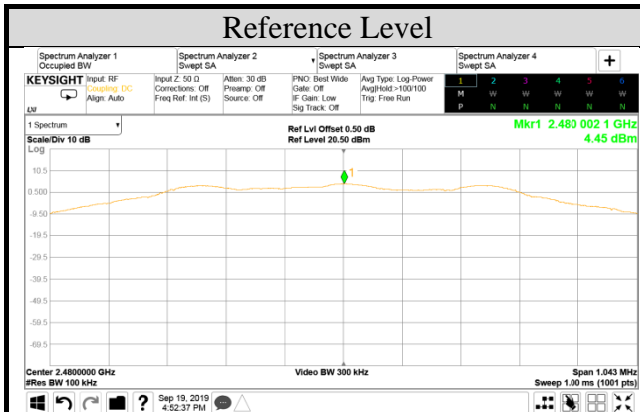 Reference Level
Spectrum Analyzer 1
Occupied BW
Spectrum Analyzer 2
Swept SA
Spectrum Analyzer 3
Swept SA
Spectrum Analyzer 4
Swept SA
+
KEYSIGHT
Input: RF
Coupling: DC
Align: Auto
Input Z: 50 Ω
Corrections: Off
Freq Ref: Int (S)
Atten: 30 dB
Preamp: Off
Source: Off
PNO: Best Wide
Gate: Off
IF Gain: Low
Sig Track: Off
Avg Type: Log-Power
Avg|Hold:>100/100
Trig: Free Run
1 2 3 4 5 6
M W W W W W
P N N N N N
LXI
1 Spectrum
Scale/Div 10 dB
Ref Lvl Offset 0.50 dB
Ref Level 20.50 dBm
Mkr1 2.480 002 1 GHz
4.45 dBm
Log
10.5
0.500
-9.50
-19.5
-29.5
-39.5
-49.5
-59.5
-69.5
1
Center 2.4800000 GHz
#Res BW 100 kHz
Video BW 300 kHz
Span 1.043 MHz
Sweep 1.00 ms (1001 pts)
?
Sep 19, 2019
4:52:37 PM